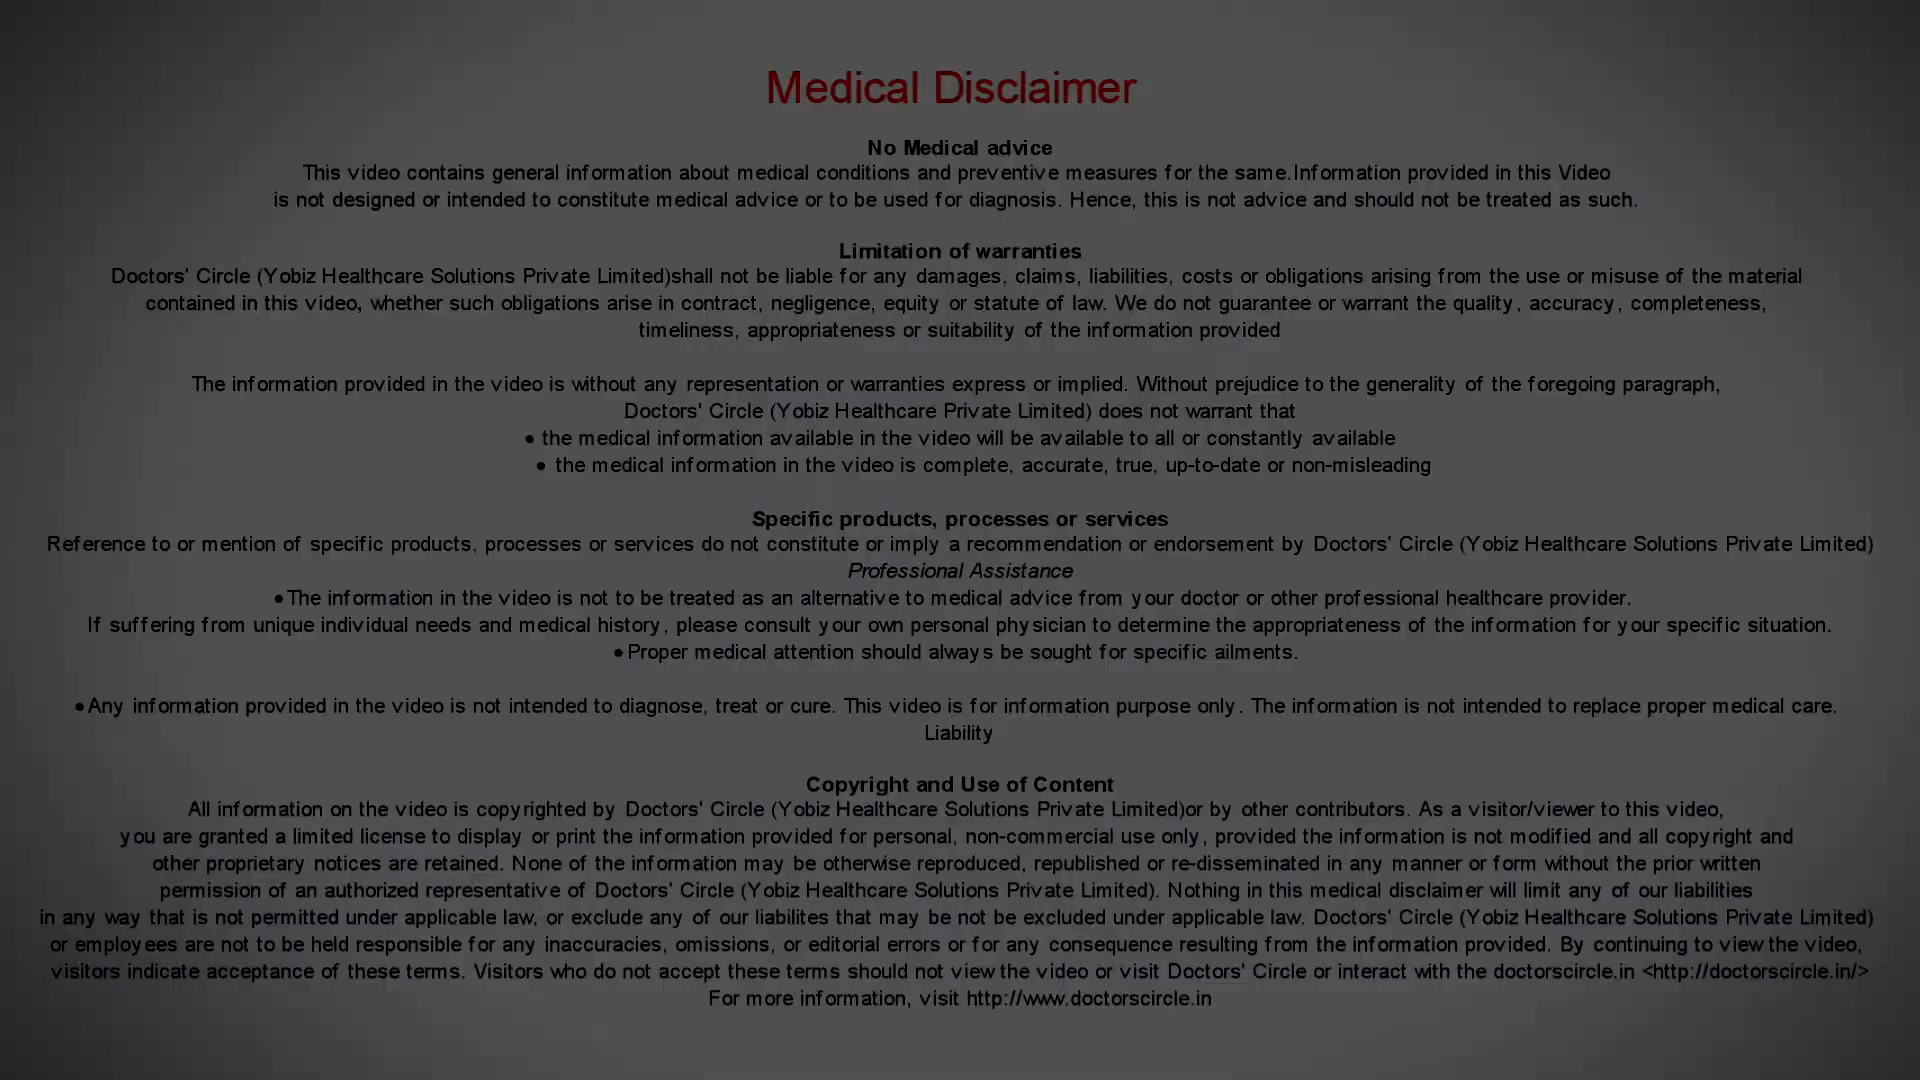 Medical Disclaimer
No Medical advice
This video contains general information about medical conditions and preventive measures for the same.Information provided in this Video
is not designed or intended to constitute medical advice or to be used for diagnosis. Hence, this is not advice and should not be treated as such.
Limitation of warranties
Doctors' Circle (Yobiz Healthcare Solutions Private Limited)shall not be liable for any damages, claims, liabilities, costs or obligations arising from the use or misuse of the material
contained in this video, whether such obligations arise in contract, negligence, equity or statute of law. We do not guarantee or warrant the quality, accuracy, completeness,
timeliness, appropriateness or suitability of the information provided
The information provided in the video is without any representation or warranties express or implied. Without prejudice to the generality of the foregoing paragraph,
Doctors' Circle (Yobiz Healthcare Private Limited) does not warrant that
• the medical information available in the video will be available to all or constantly available
• the medical information in the video is complete, accurate, true, up-to-date or non-misleading
Specific products, processes or services
Reference to or mention of specific products, processes or services do not constitute or imply a recommendation or endorsement by Doctors' Circle (Yobiz Healthcare Solutions Private Limited)
Professional Assistance
•The information in the video is not to be treated as an alternative to medical advice from your doctor or other professional healthcare provider.
If suffering from unique individual needs and medical history, please consult your own personal physician to determine the appropriateness of the information for your specific situation.
•Proper medical attention should always be sought for specific ailments.
•Any information provided in the video is not intended to diagnose, treat or cure. This video is for information purpose only. The information is not intended to replace proper medical care.
Liability
Copyright and Use of Content
All information on the video is copyrighted by Doctors' Circle (Yobiz Healthcare Solutions Private Limited)or by other contributors. As a visitor/viewer to this video,
you are granted a limited license to display or print the information provided for personal, non-commercial use only, provided the information is not modified and all copyright and
other proprietary notices are retained. None of the information may be otherwise reproduced, republished or re-disseminated in any manner or form without the prior written
permission of an authorized representative of Doctors' Circle (Yobiz Healthcare Solutions Private Limited). Nothing in this medical disclaimer will limit any of our liabilities
in any way that is not permitted under applicable law, or exclude any of our liabilites that may be not be excluded under applicable law. Doctors' Circle (Yobiz Healthcare Solutions Private Limited)
or employees are not to be held responsible for any inaccuracies, omissions, or editorial errors or for any consequence resulting from the information provided. By continuing to view the video,
visitors indicate acceptance of these terms. Visitors who do not accept these terms should not view the video or visit Doctors' Circle or interact with the doctorscircle.in <http://doctorscircle.in/>
For more information, visit http://www.doctorscircle.in